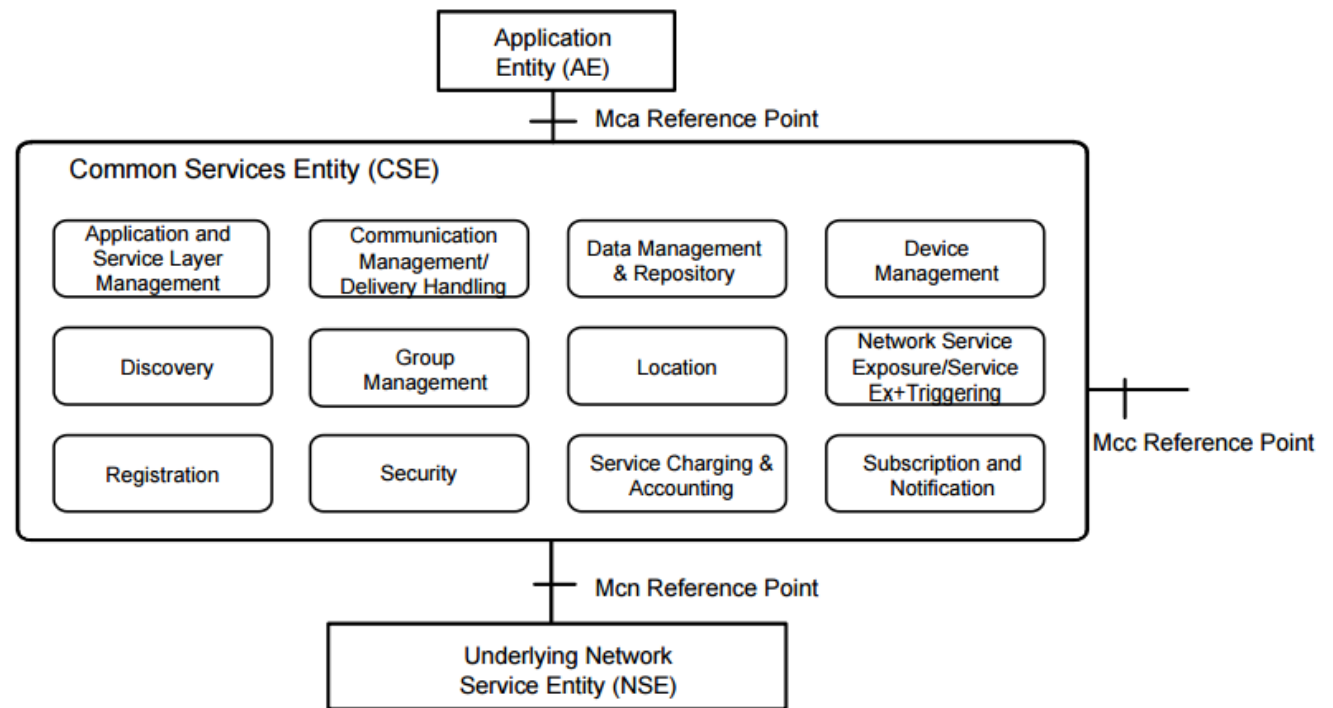 Application
Entity (AE)
Mca Reference Point
Common Services Entity (CSE)
Application and
Service Layer
Management
Communication
Management/
Delivery Handling
Data Management
& Repository
Device
Management
Discovery
Group
Management
Location
Network Service
Exposure/Service
Ex+Triggering
Mcc Reference Point
Registration
Security
Service Charging &
Accounting
Subscription and
Notification
Mcn Reference Point
Underlying Network
Service Entity (NSE)